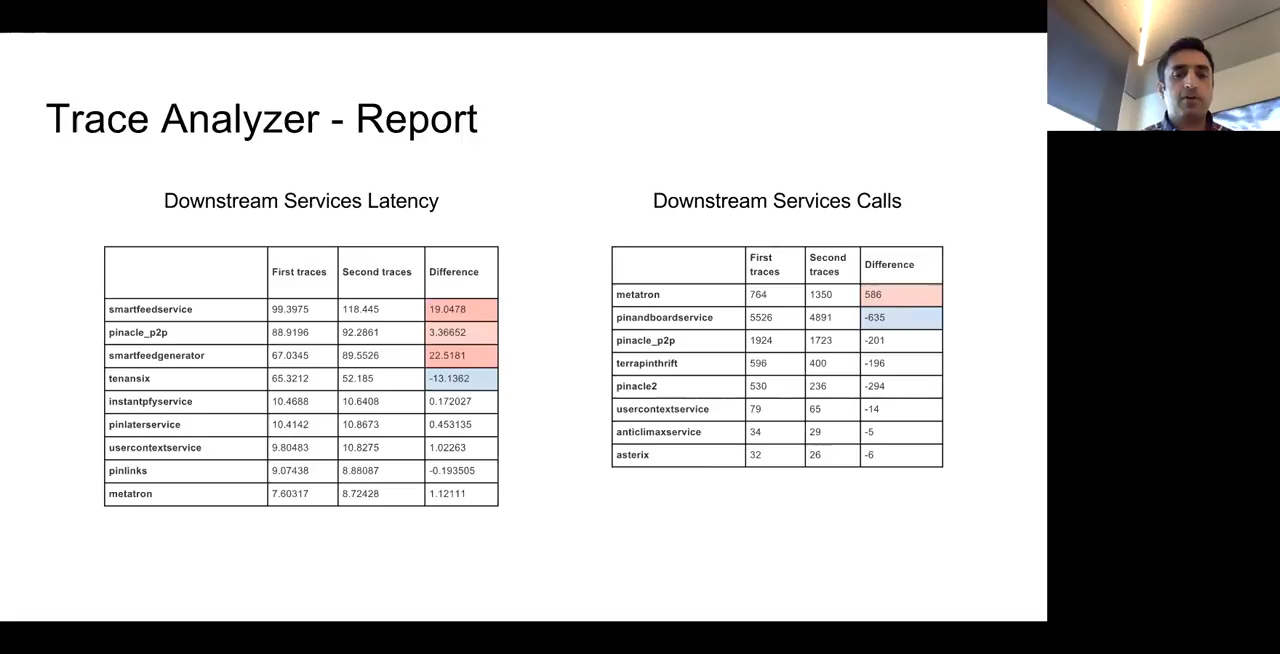 Trace Analyzer - Report
Downstream Services Latency
First traces Second traces Difference
smartfeedservice 99.3975 118.445 19.0478
pinacle_p2p 88.9196 92.2861 3.36652
smartfeedgenerator 67.0345 89.5526 22.5181
tenansix 65.3212 52.185 -13.1362
instantpfyservice 10.4688 10.6408 0.172027
pinlaterservice 10.4142 10.8673 0.453135
usercontextservice 9.80483 10.8275 1.02263
pinlinks 9.07438 8.88087 -0.193505
metatron 7.60317 8.72428 1.12111
Downstream Services Calls
First traces Second traces Difference
metatron 764 1350 586
pinandboardservice 5526 4891 -635
pinacle_p2p 1924 1723 -201
terrapinthrift 596 400 -196
pinacle2 530 236 -294
usercontextservice 79 65 -14
anticlimaxservice 34 29 -5
asterix 32 26 -6